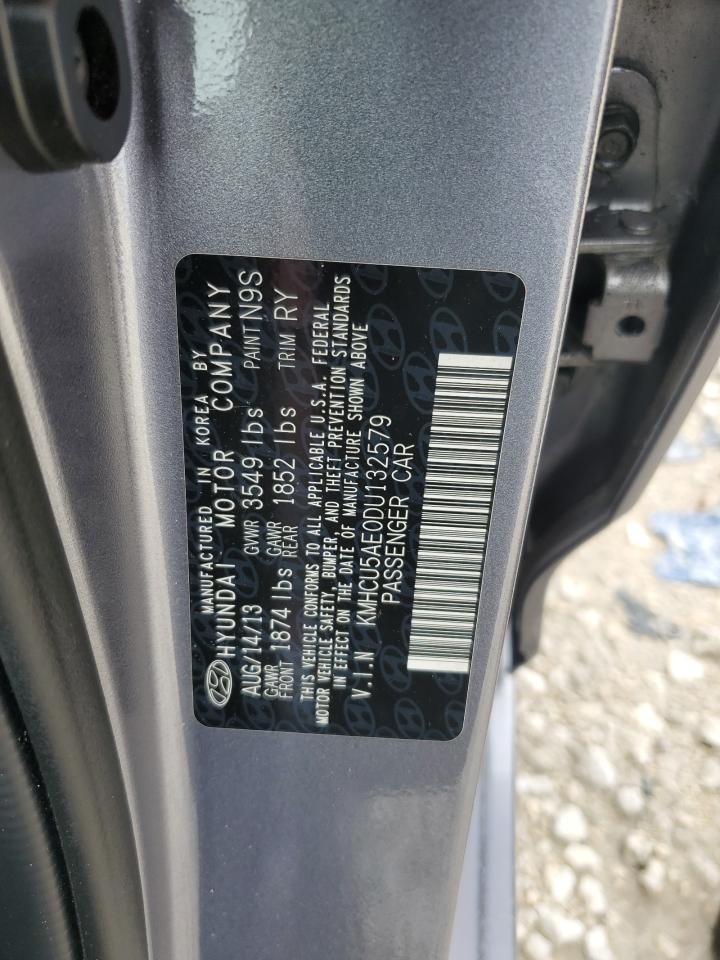 MANUFACTURED IN KOREA BY
HYUNDAI MOTOR COMPANY
AUG/14/13 GVWR 3549 lbs PAINT N9S
GAWR FRONT 1874 lbs GAWR REAR 1852 lbs TRIM RY
THIS VEHICLE CONFORMS TO ALL APPLICABLE U.S.A. FEDERAL
MOTOR VEHICLE SAFETY, BUMPER, AND THEFT PREVENTION STANDARDS
IN EFFECT ON THE DATE OF MANUFACTURE SHOWN ABOVE
V.I.N KMHCU5AE0DU132579
PASSENGER CAR